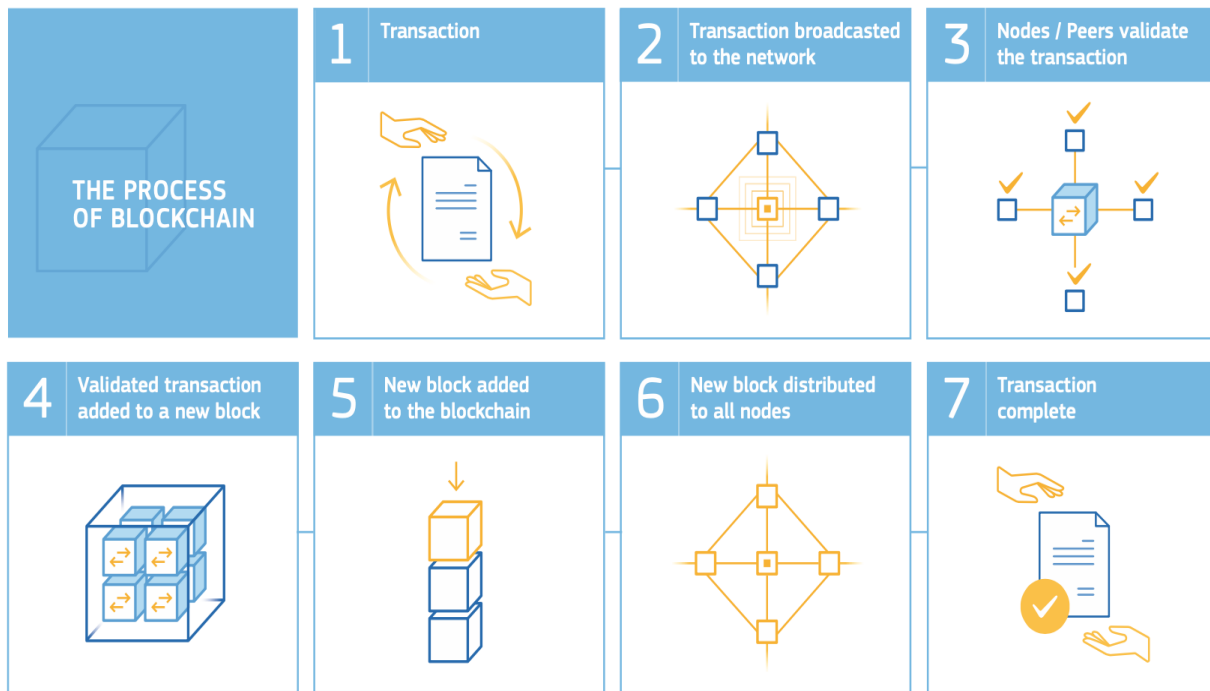 THE PROCESS
OF BLOCKCHAIN
1
Transaction
2
Transaction broadcasted
to the network
3
Nodes / Peers validate
the transaction
4
Validated transaction
added to a new block
5
New block added
to the blockchain
6
New block distributed
to all nodes
7
Transaction
complete